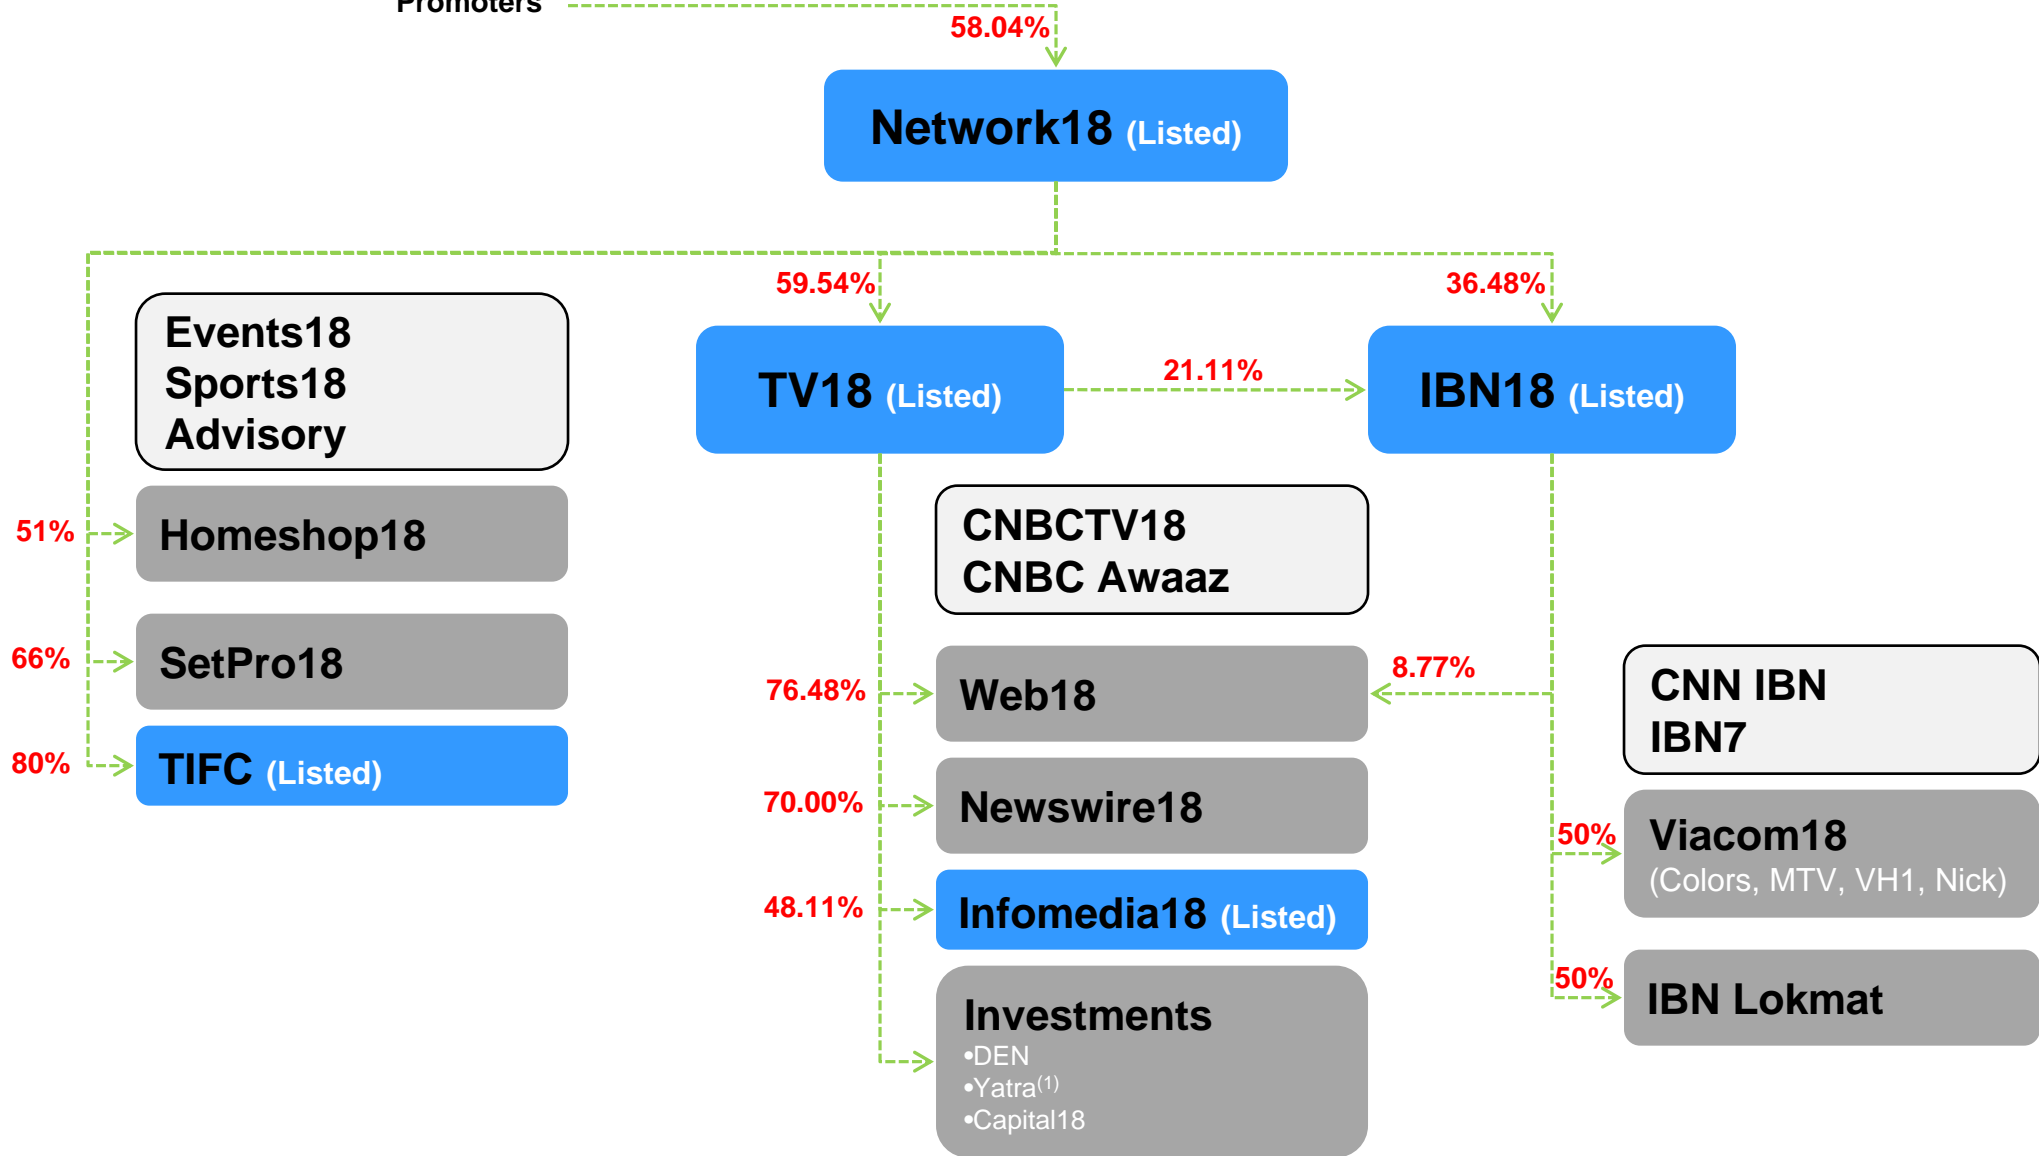 Promoters
58.04%
Network18 (Listed)
59.54%
36.48%
Events18
Sports18
Advisory
TV18 (Listed)
21.11%
IBN18 (Listed)
51%
Homeshop18
CNBCTV18
CNBC Awaaz
66%
SetPro18
76.48%
Web18
8.77%
CNN IBN
IBN7
80%
TIFC (Listed)
70.00%
Newswire18
50%
Viacom18
(Colors, MTV, VH1, Nick)
48.11%
Infomedia18 (Listed)
50%
IBN Lokmat
Investments
•DEN
•Yatra(1)
•Capital18